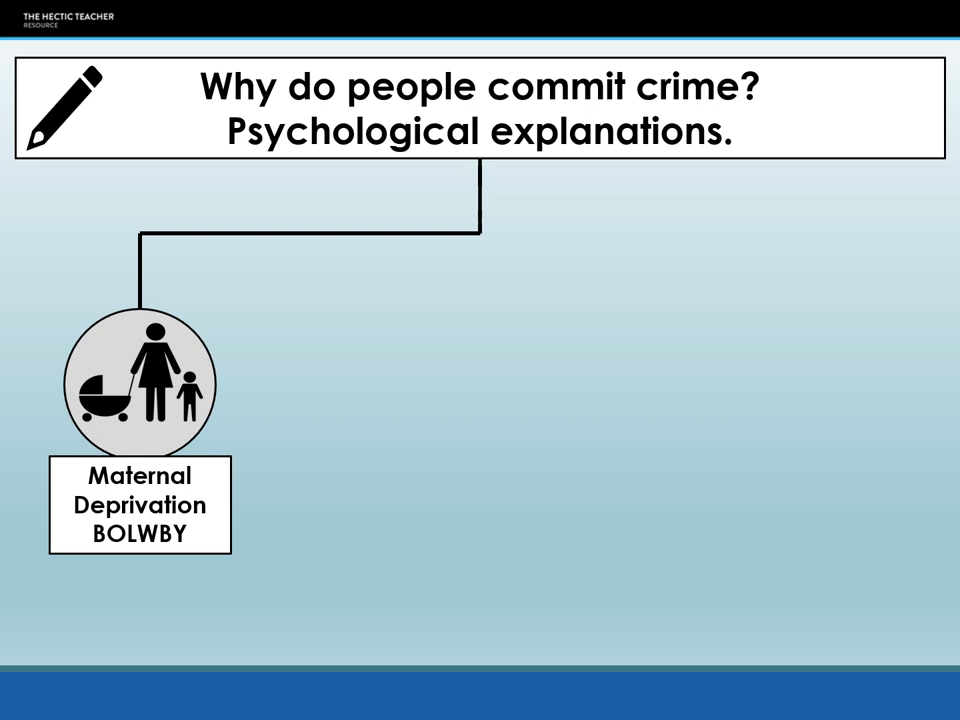 THE HECTIC TEACHER
RESOURCE
Why do people commit crime?
Psychological explanations.
Maternal
Deprivation
BOLWBY